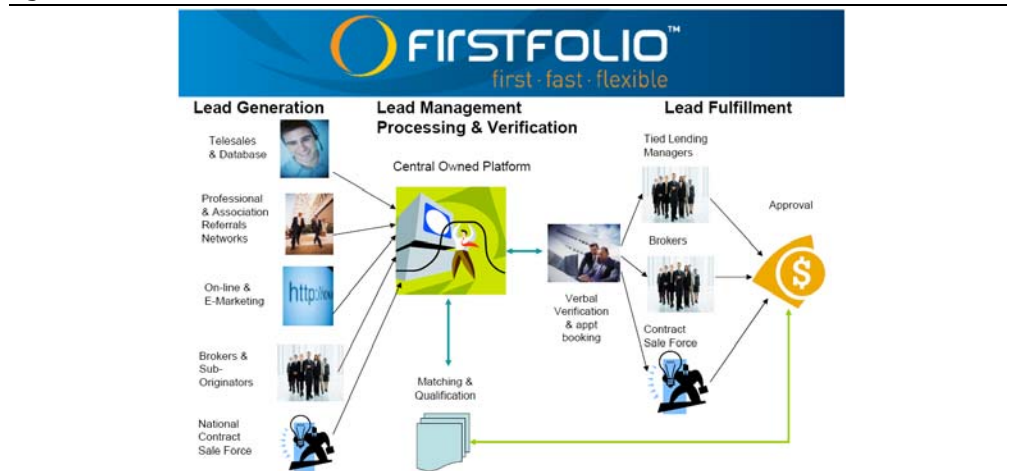 FIRSTFOLIO™
first·fast·flexible
Lead Generation
Lead Management
Processing & Verification
Lead Fulfillment
Telesales
& Database
Central Owned Platform
Tied Lending
Managers
Professional
& Association
Referrals
Networks
Approval
Brokers
On-line &
E-Marketing
http://
Verbal
Verification
& appt
booking
Contract
Sale Force
Brokers &
Sub-
Originators
Matching &
Qualification
National
Contract
Sale Force
$